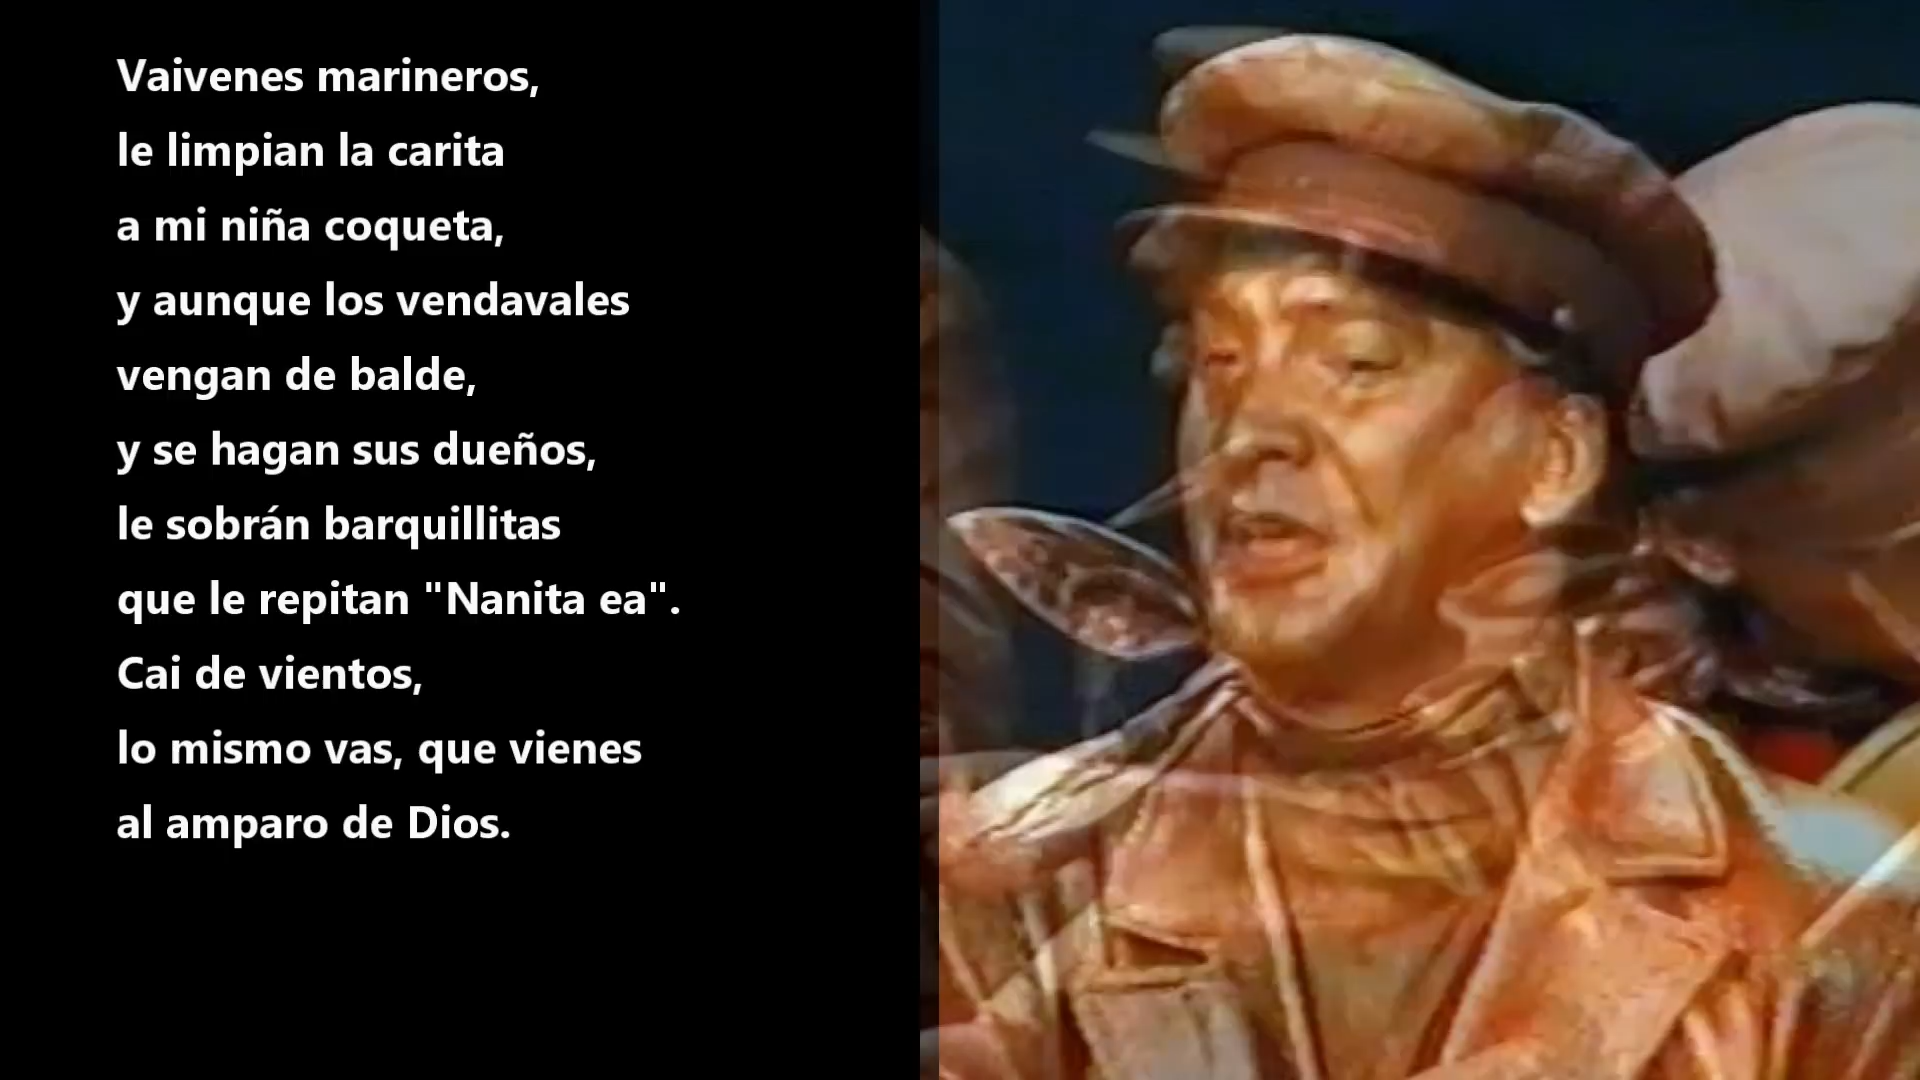 Vaivenes marineros,
le limpian la carita
a mi niña coqueta,
y aunque los vendavales
vengan de balde,
y se hagan sus dueños,
le sobrán barquillitas
que le repitan "Nanita ea".
Cai de vientos,
lo mismo vas, que vienes
al amparo de Dios.